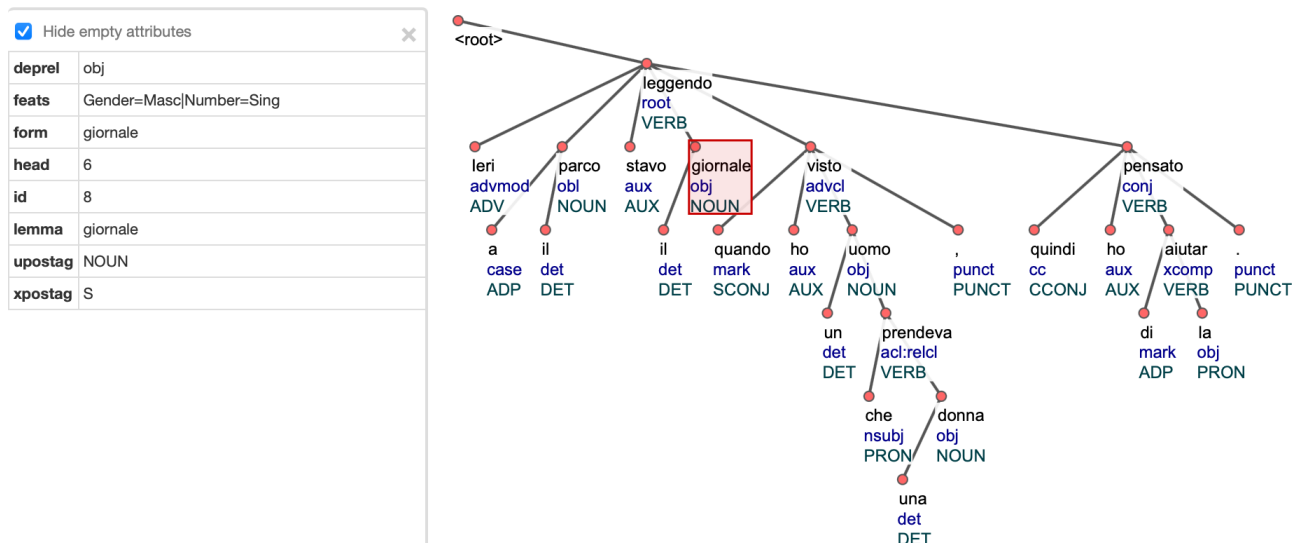 Hide empty attributes ×
deprel obj
feats Gender=Masc|Number=Sing
form giornale
head 6
id 8
lemma giornale
upostag NOUN
xpostag S
<root>
leggendo
root
VERB
Ieri parco stavo giornale visto pensato
advmod obl aux obj advcl conj
ADV NOUN AUX NOUN VERB VERB
a il il quando ho uomo , quindi ho aiutar .
case det det mark aux obj punct cc aux xcomp punct
ADP DET DET SCONJ AUX NOUN PUNCT CCONJ AUX VERB PUNCT
un prendeva di la
det acl:relcl mark obj
DET VERB ADP PRON
che donna
nsubj obj
PRON NOUN
una
det
DET